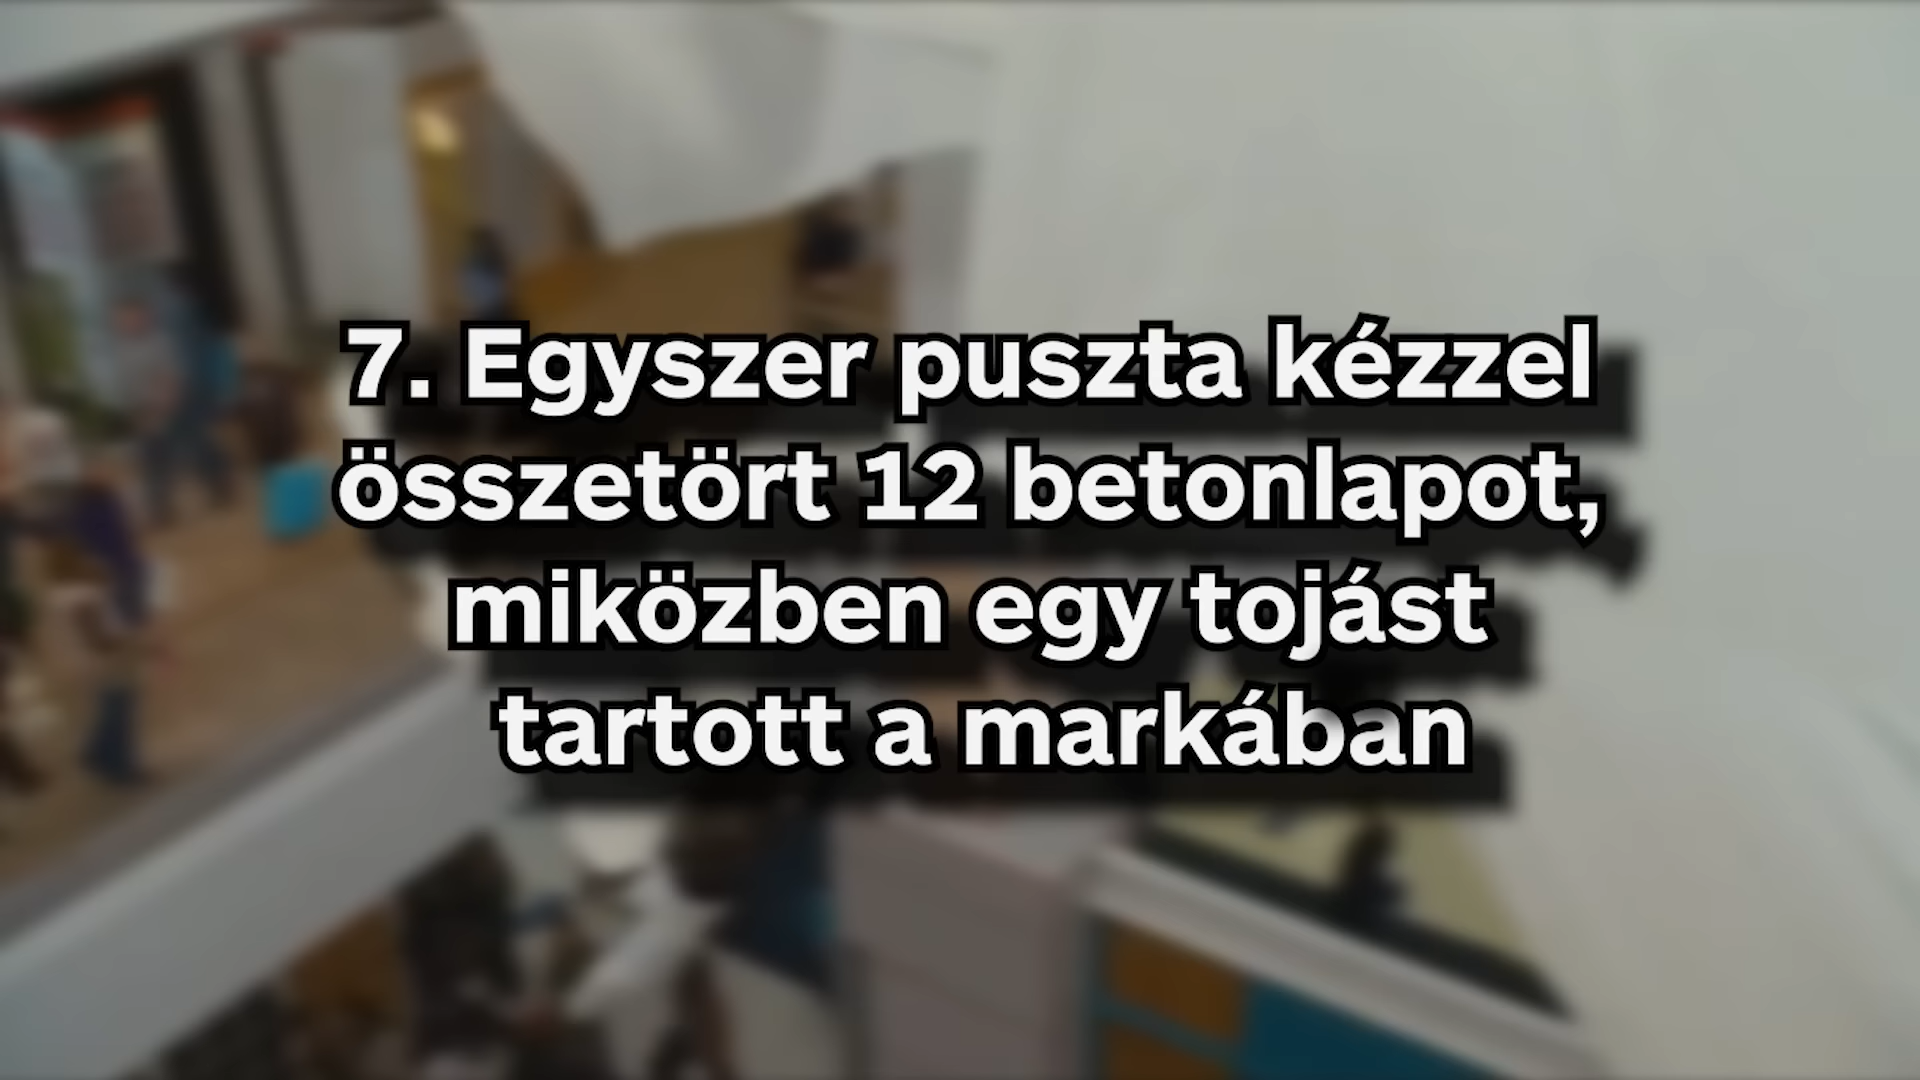 7. Egyszer puszta kézzel
összetört 12 betonlapot,
miközben egy tojást
tartott a markában